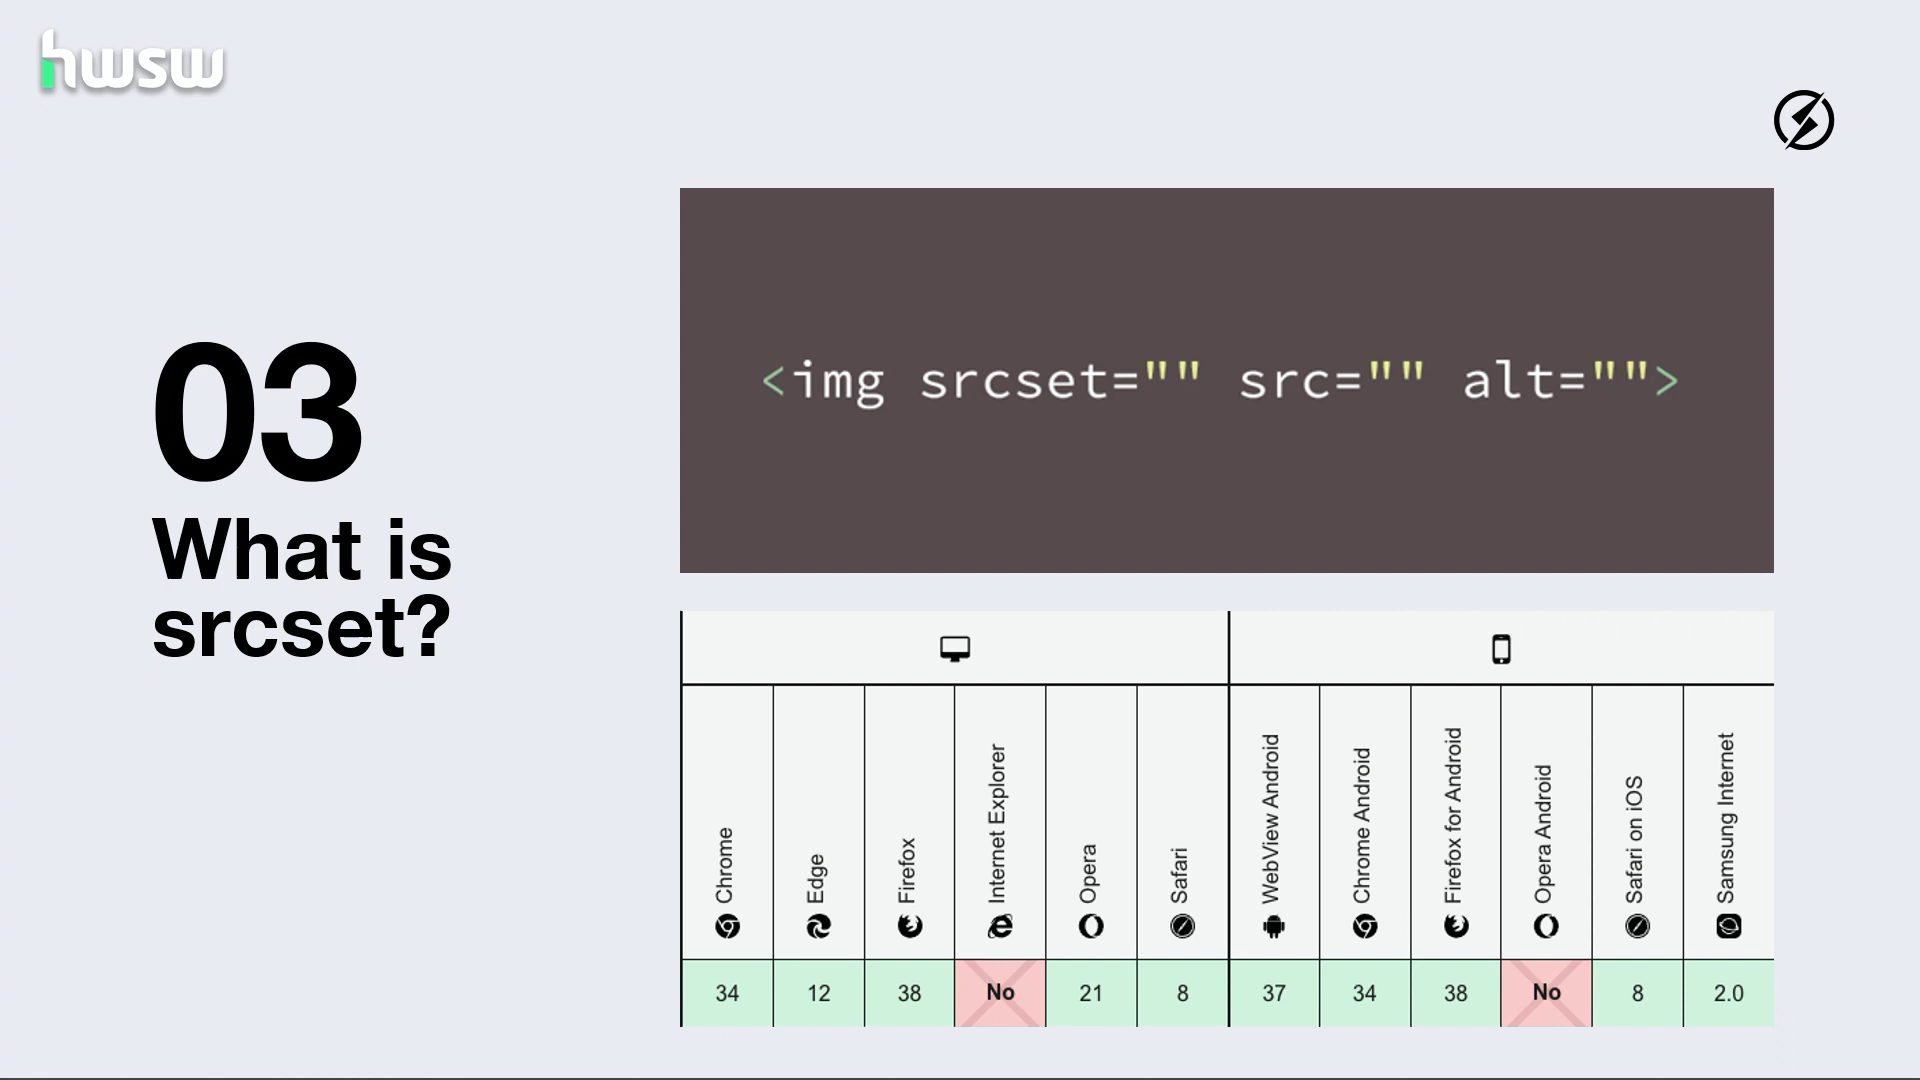 hwsw
03
What is
srcset?
<img srcset="" src="" alt="">
Chrome
Edge
Firefox
Internet Explorer
Opera
Safari
WebView Android
Chrome Android
Firefox for Android
Opera Android
Safari on iOS
Samsung Internet
34 12 38 No 21 8 37 34 38 No 8 2.0